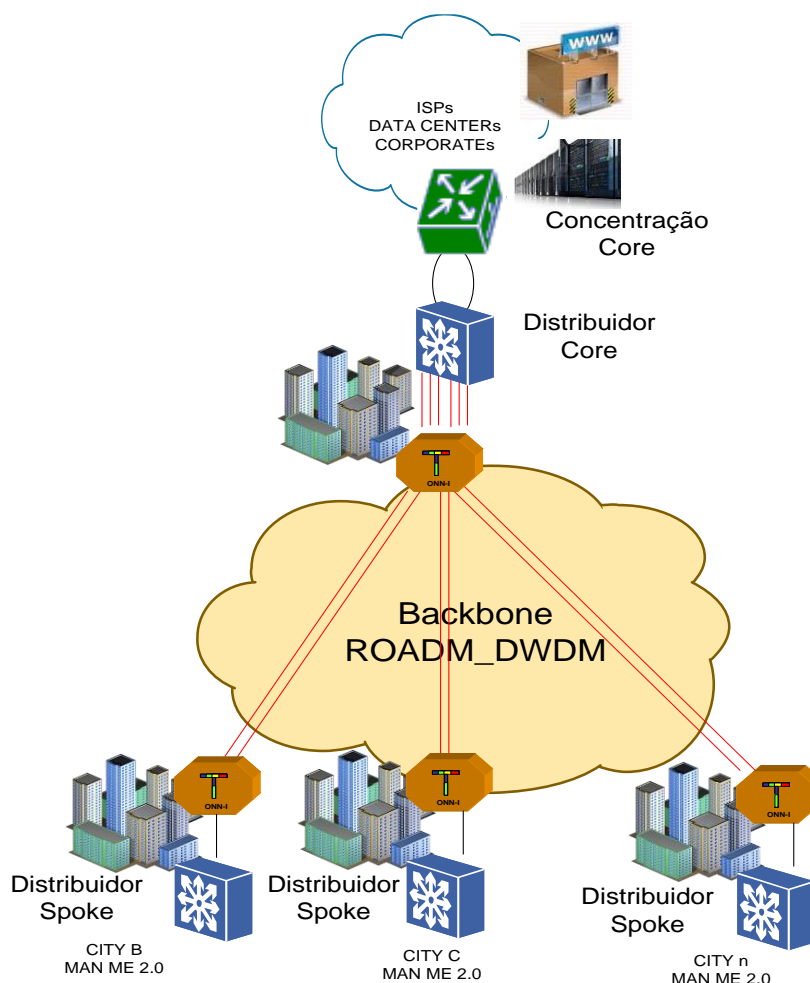 WWW
ISPs
DATA CENTERs
CORPORATEs
Concentração
Core
Distribuidor
Core
T
ONN-I
Backbone
ROADM_DWDM
T
ONN-I
T
ONN-I
T
ONN-I
Distribuidor
Spoke
Distribuidor
Spoke
Distribuidor
Spoke
CITY B
MAN ME 2.0
CITY C
MAN ME 2.0
CITY n
MAN ME 2.0